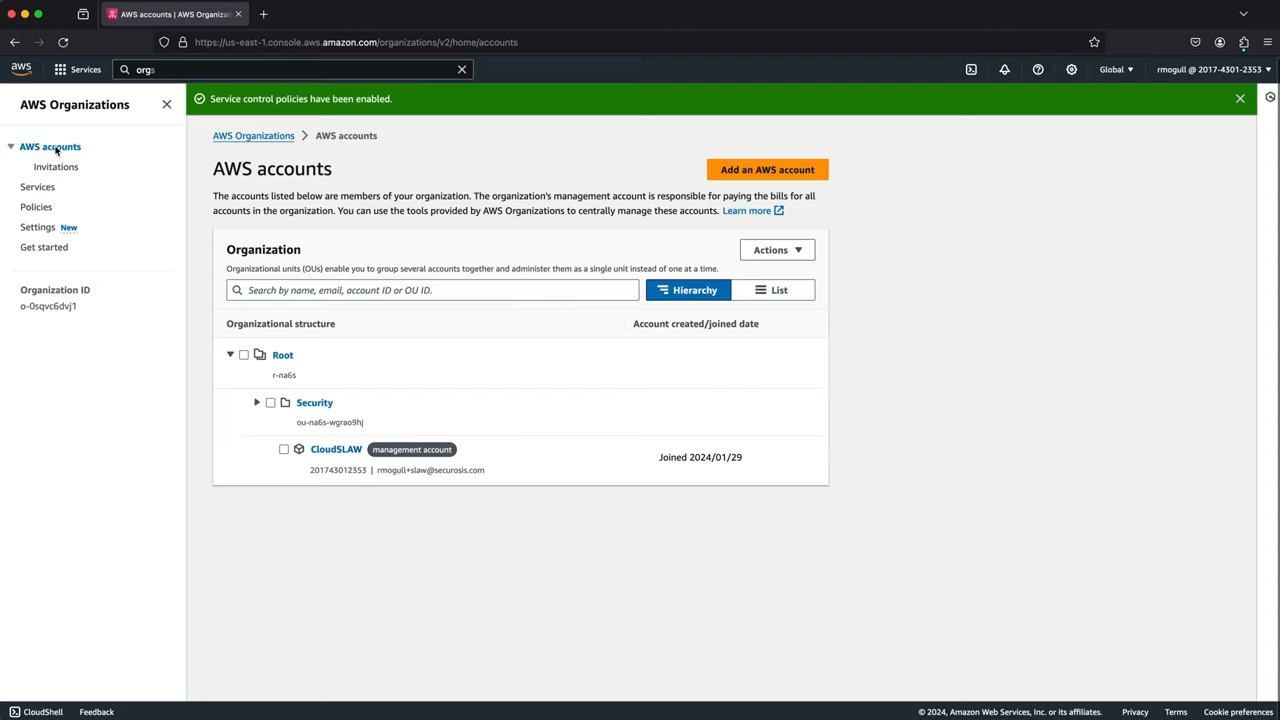 AWS accounts | AWS Organizati
https://us-east-1.console.aws.amazon.com/organizations/v2/home/accounts
aws
Services
orgs
Global
rmogull @ 2017-4301-2353
AWS Organizations
AWS accounts
Invitations
Services
Policies
Settings New
Get started
Organization ID
o-0sqvc6dvj1
Service control policies have been enabled.
AWS Organizations > AWS accounts
AWS accounts
Add an AWS account
The accounts listed below are members of your organization. The organization's management account is responsible for paying the bills for all
accounts in the organization. You can use the tools provided by AWS Organizations to centrally manage these accounts. Learn more
Organization
Actions
Organizational units (OUs) enable you to group several accounts together and administer them as a single unit instead of one at a time.
Search by name, email, account ID or OU ID.
Hierarchy
List
Organizational structure
Account created/joined date
Root
r-na6s
Security
ou-na6s-wgrao9hj
CloudSLAW management account
Joined 2024/01/29
201743012353 | rmogull+slaw@securosis.com
CloudShell
Feedback
© 2024, Amazon Web Services, Inc. or its affiliates.
Privacy
Terms
Cookie preferences